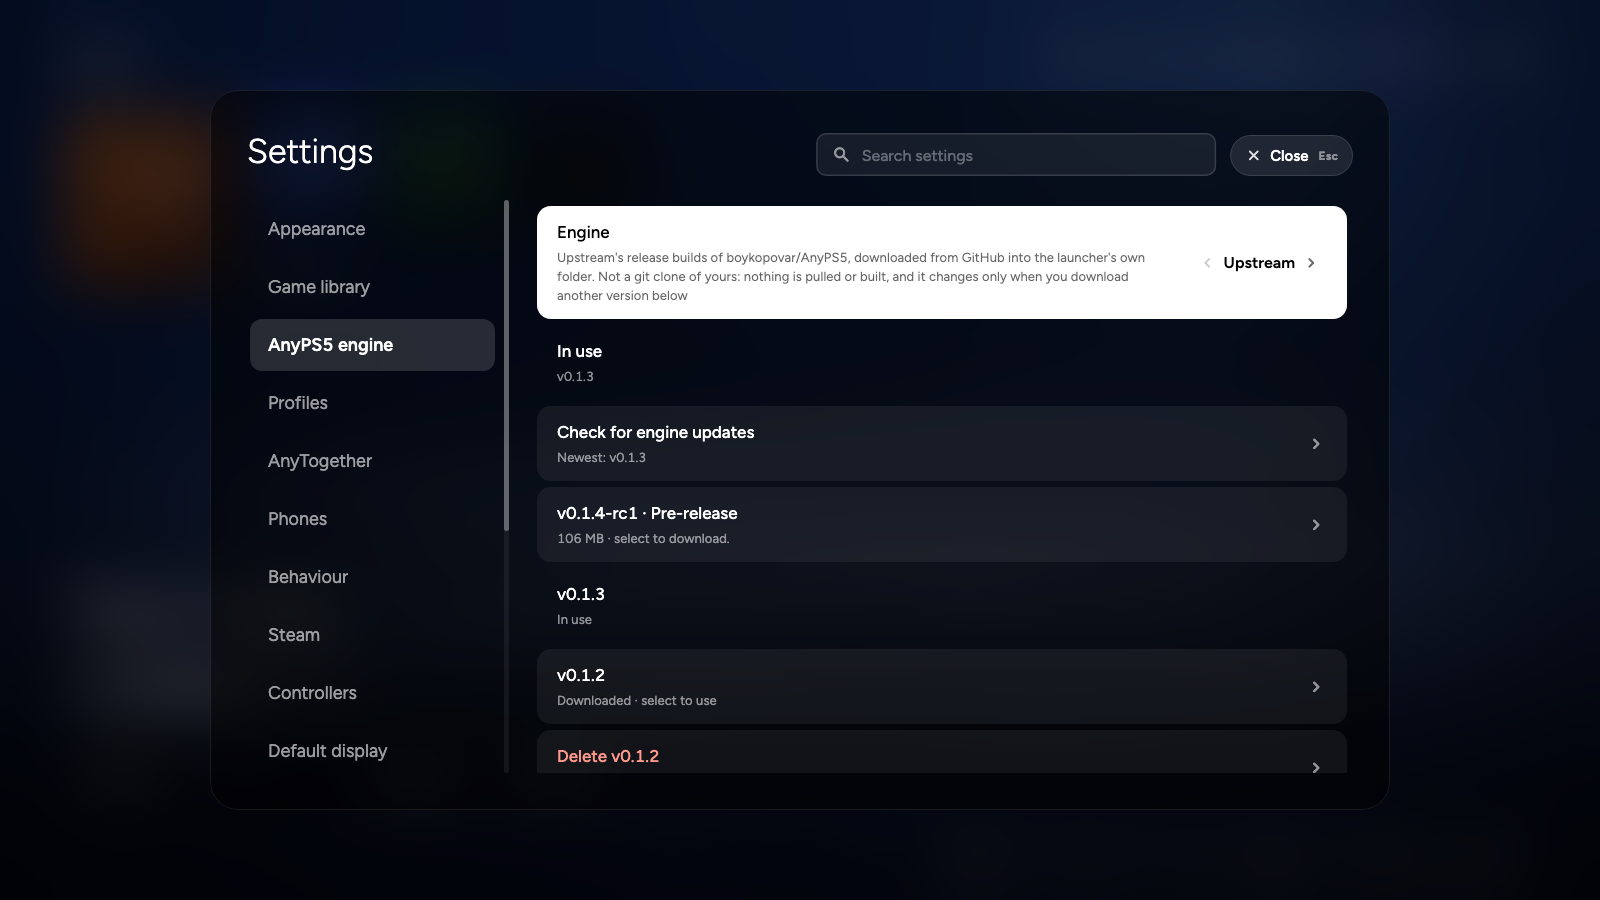 Settings
Search settings
Close Esc
Appearance
Game library
AnyPS5 engine
Profiles
AnyTogether
Phones
Behaviour
Steam
Controllers
Default display
Engine
Upstream's release builds of boykopovar/AnyPS5, downloaded from GitHub into the launcher's own
folder. Not a git clone of yours: nothing is pulled or built, and it changes only when you download
another version below
Upstream
In use
v0.1.3
Check for engine updates
Newest: v0.1.3
v0.1.4-rc1 · Pre-release
106 MB · select to download.
v0.1.3
In use
v0.1.2
Downloaded · select to use
Delete v0.1.2